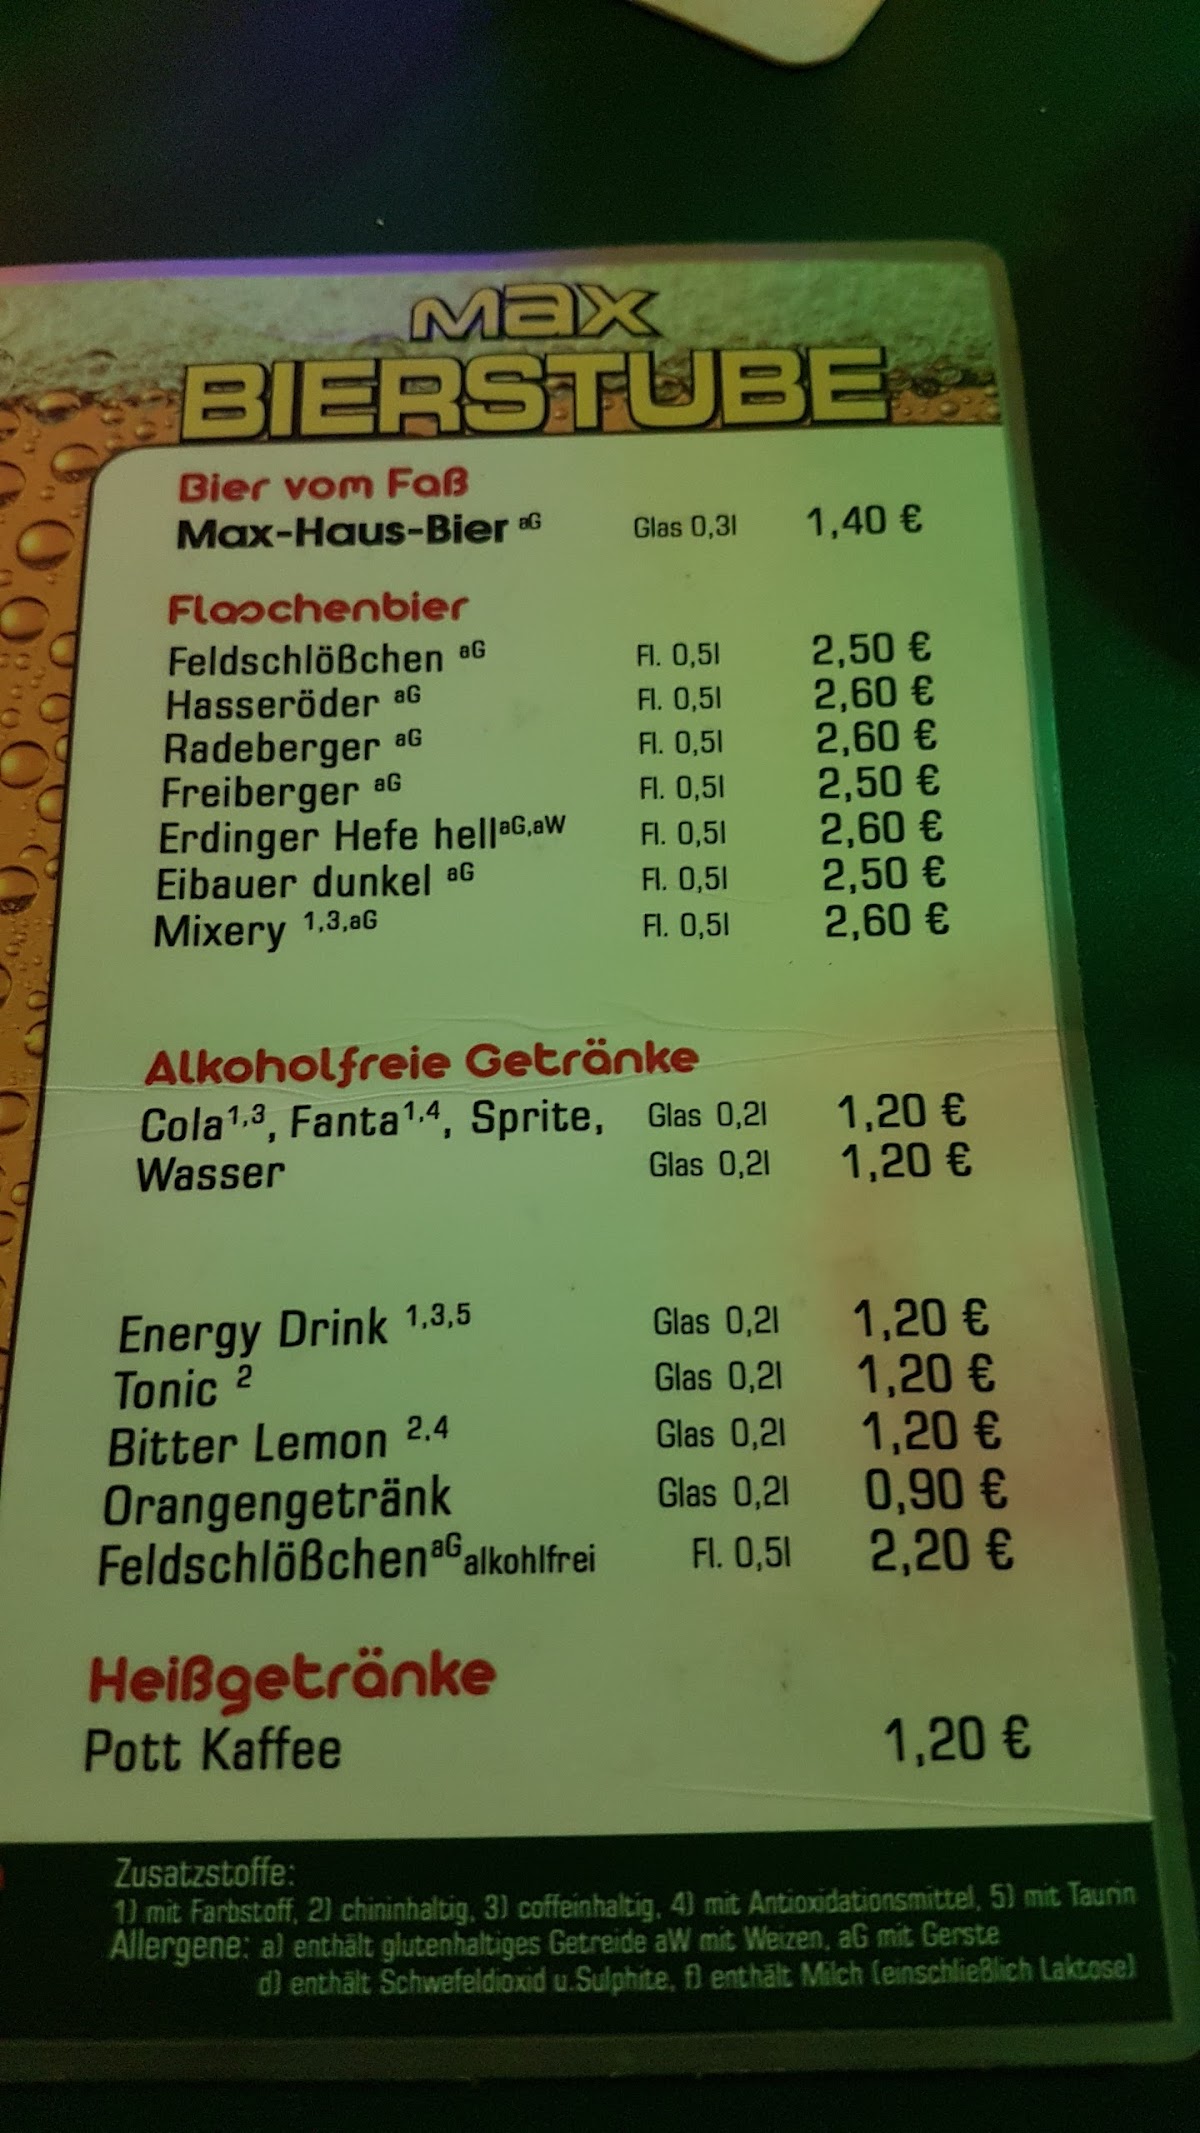 Max
BIERSTUBE
Bier vom Faß
Max-Haus-Bier aG Glas 0,3l 1,40 €
Flaschenbier
Feldschlößchen aG Fl. 0,5l 2,50 €
Hasseröder aG Fl. 0,5l 2,60 €
Radeberger aG Fl. 0,5l 2,60 €
Freiberger aG Fl. 0,5l 2,50 €
Erdinger Hefe hell aG,aW Fl. 0,5l 2,60 €
Eibauer dunkel aG Fl. 0,5l 2,50 €
Mixery 1,3,aG Fl. 0,5l 2,60 €
Alkoholfreie Getränke
Cola1,3, Fanta1,4, Sprite, Glas 0,2l 1,20 €
Wasser Glas 0,2l 1,20 €
Energy Drink 1,3,5 Glas 0,2l 1,20 €
Tonic 2 Glas 0,2l 1,20 €
Bitter Lemon 2,4 Glas 0,2l 1,20 €
Orangengetränk Glas 0,2l 0,90 €
Feldschlößchen aG alkohlfrei Fl. 0,5l 2,20 €
Heißgetränke
Pott Kaffee 1,20 €
Zusatzstoffe:
1) mit Farbstoff, 2) chininhaltig, 3) coffeinhaltig, 4) mit Antioxidationsmittel, 5) mit Taurin
Allergene: a) enthält glutenhaltiges Getreide aW mit Weizen, aG mit Gerste
d) enthält Schwefeldioxid u.Sulphite, f) enthält Milch (einschließlich Laktose)